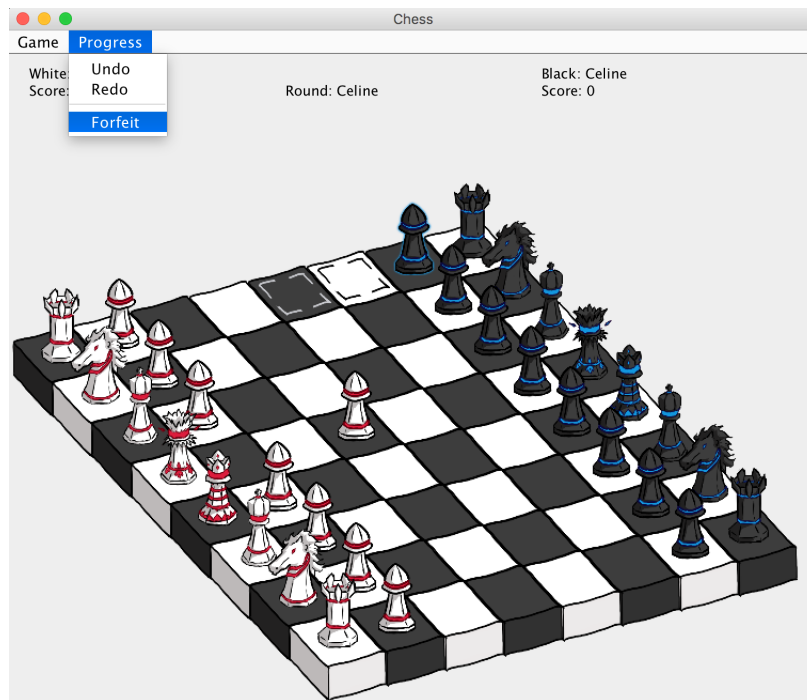 Chess
Game Progress
White:
Score:
Undo
Redo
Forfeit
Round: Celine
Black: Celine
Score: 0